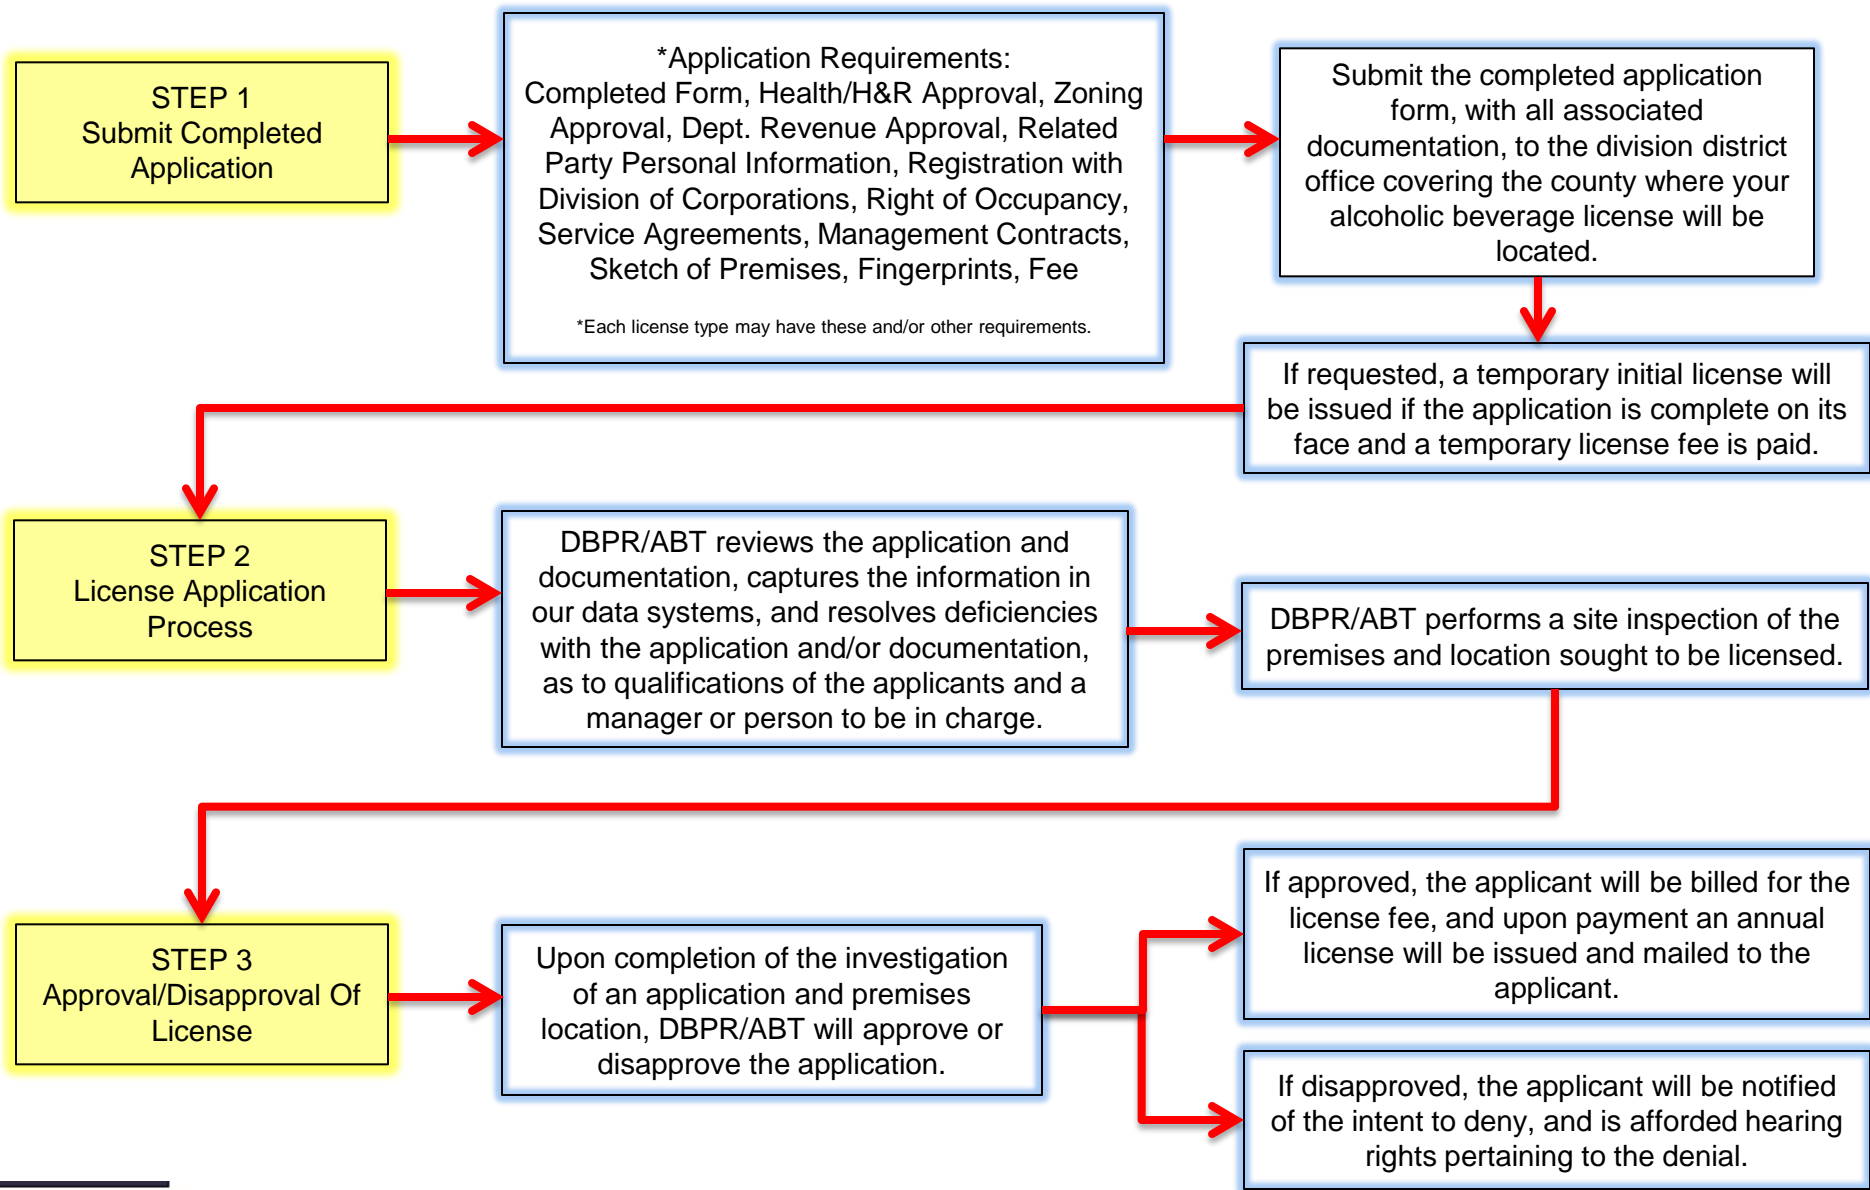 STEP 1
Submit Completed
Application
*Application Requirements:
Completed Form, Health/H&R Approval, Zoning
Approval, Dept. Revenue Approval, Related
Party Personal Information, Registration with
Division of Corporations, Right of Occupancy,
Service Agreements, Management Contracts,
Sketch of Premises, Fingerprints, Fee
*Each license type may have these and/or other requirements.
Submit the completed application
form, with all associated
documentation, to the division district
office covering the county where your
alcoholic beverage license will be
located.
If requested, a temporary initial license will
be issued if the application is complete on its
face and a temporary license fee is paid.
STEP 2
License Application
Process
DBPR/ABT reviews the application and
documentation, captures the information in
our data systems, and resolves deficiencies
with the application and/or documentation,
as to qualifications of the applicants and a
manager or person to be in charge.
DBPR/ABT performs a site inspection of the
premises and location sought to be licensed.
STEP 3
Approval/Disapproval Of
License
Upon completion of the investigation
of an application and premises
location, DBPR/ABT will approve or
disapprove the application.
If approved, the applicant will be billed for the
license fee, and upon payment an annual
license will be issued and mailed to the
applicant.
If disapproved, the applicant will be notified
of the intent to deny, and is afforded hearing
rights pertaining to the denial.